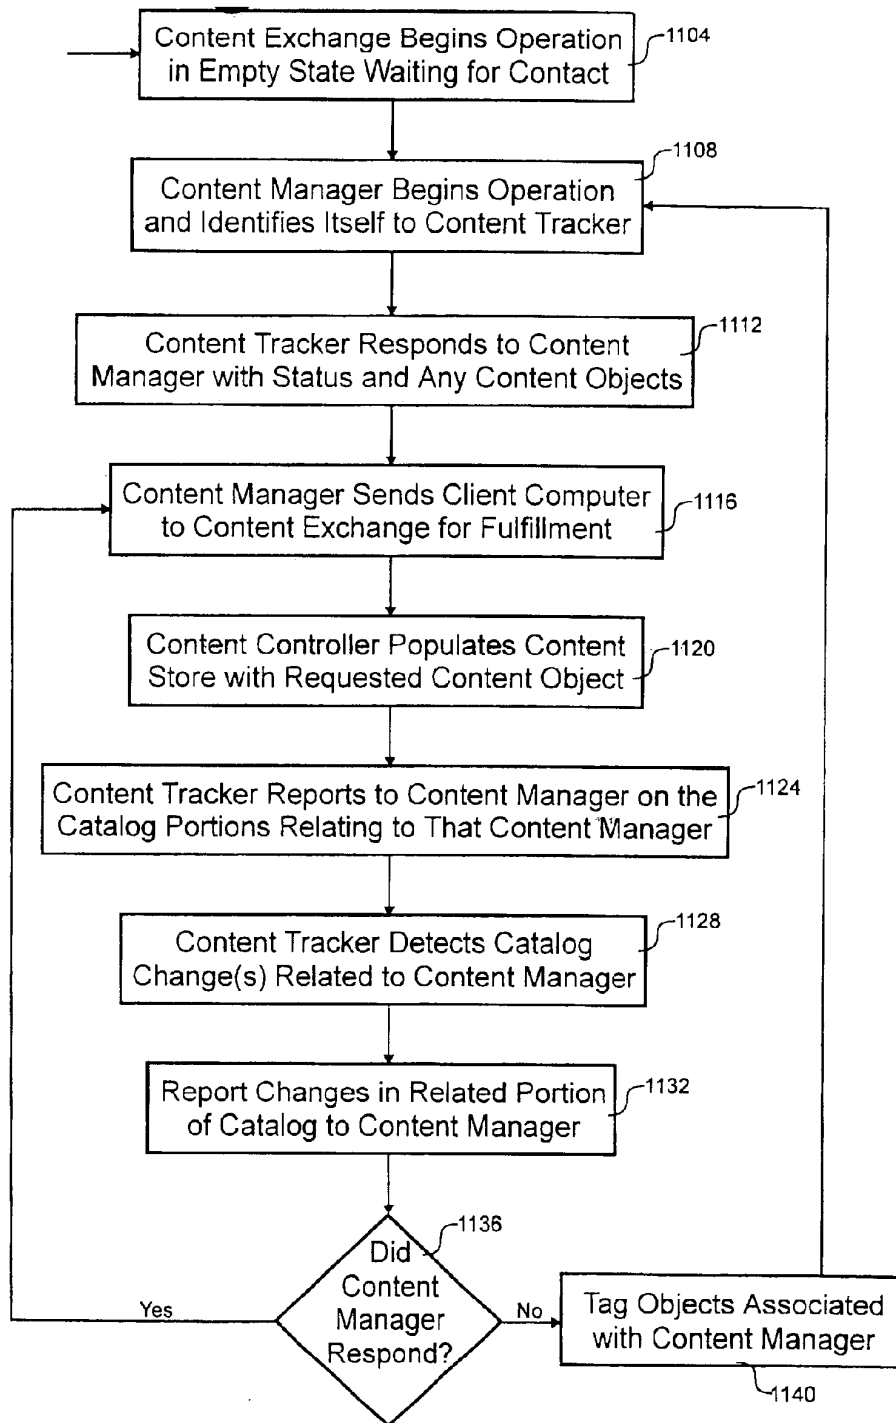 Content Exchange Begins Operation
in Empty State Waiting for Contact
1104
1108
Content Manager Begins Operation
and Identifies Itself to Content Tracker
1112
Content Tracker Responds to Content
Manager with Status and Any Content Objects
Content Manager Sends Client Computer
to Content Exchange for Fulfillment
1116
Content Controller Populates Content
Store with Requested Content Object
1120
Content Tracker Reports to Content Manager on the
Catalog Portions Relating to That Content Manager
1124
Content Tracker Detects Catalog
Change(s) Related to Content Manager
1128
Report Changes in Related Portion
of Catalog to Content Manager
1132
1136
Did
Content
Manager
Respond?
Yes
No
Tag Objects Associated
with Content Manager
1140